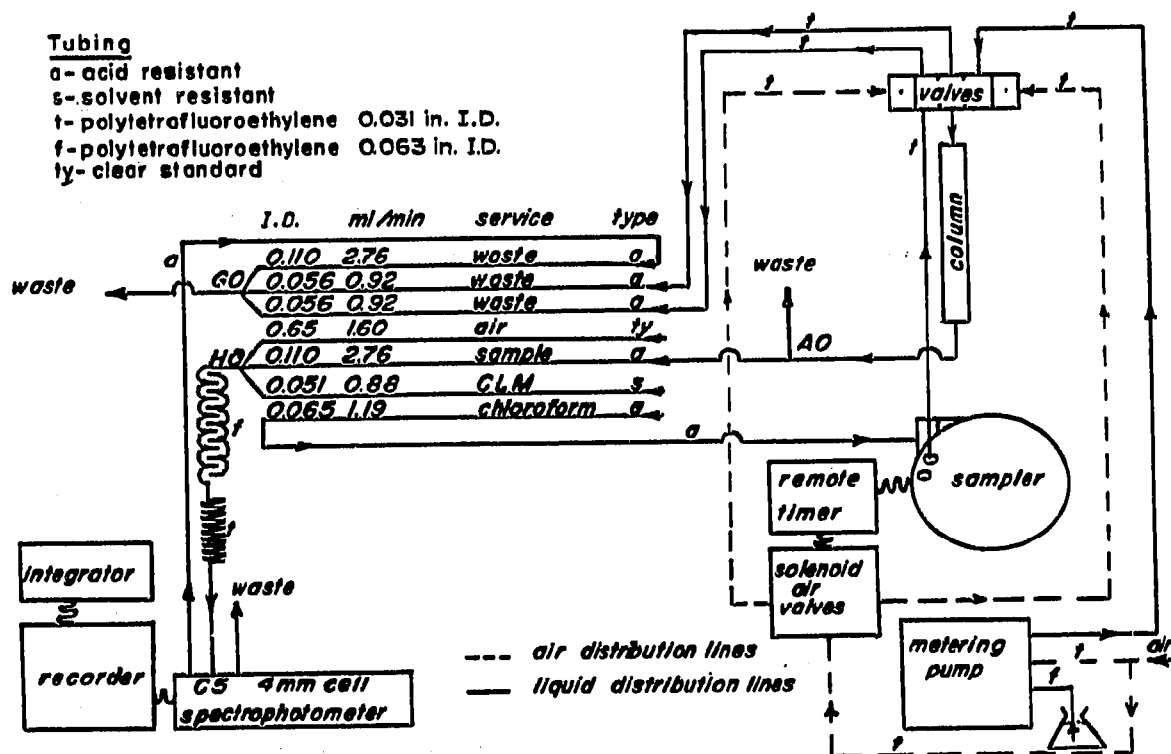 Tubing
a- acid resistant
s- solvent resistant
t- polytetrafluoroethylene 0.031 in. I.D.
f- polytetrafluoroethylene 0.063 in. I.D.
ty- clear standard
t
t
t
t
valves
t
t
column
I.D. ml/min service type
a
0.110 2.76 waste a
GO
waste
0.056 0.92 waste a
0.056 0.92 waste a
0.65 1.60 air ty
waste
HO
0.110 2.76 sample a
AO
0.051 0.88 CLM s
0.065 1.19 chloroform a
a
f
t
sampler
remote
timer
solenoid
air
valves
integrator
waste
recorder
C5 4mm cell
spectrophotometer
--- air distribution lines
— liquid distribution lines
metering
pump
air
t
f
t